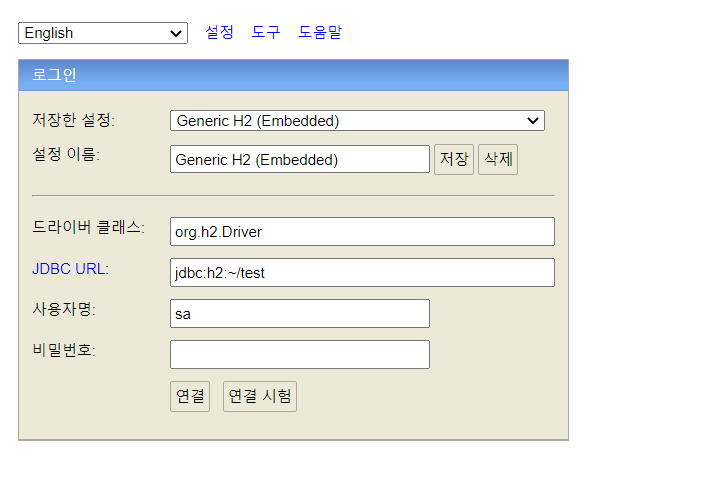 English 설정 도구 도움말
로그인
저장한 설정: Generic H2 (Embedded)
설정 이름: Generic H2 (Embedded) 저장 삭제
드라이버 클래스: org.h2.Driver
JDBC URL: jdbc:h2:~/test
사용자명: sa
비밀번호:
연결 연결 시험